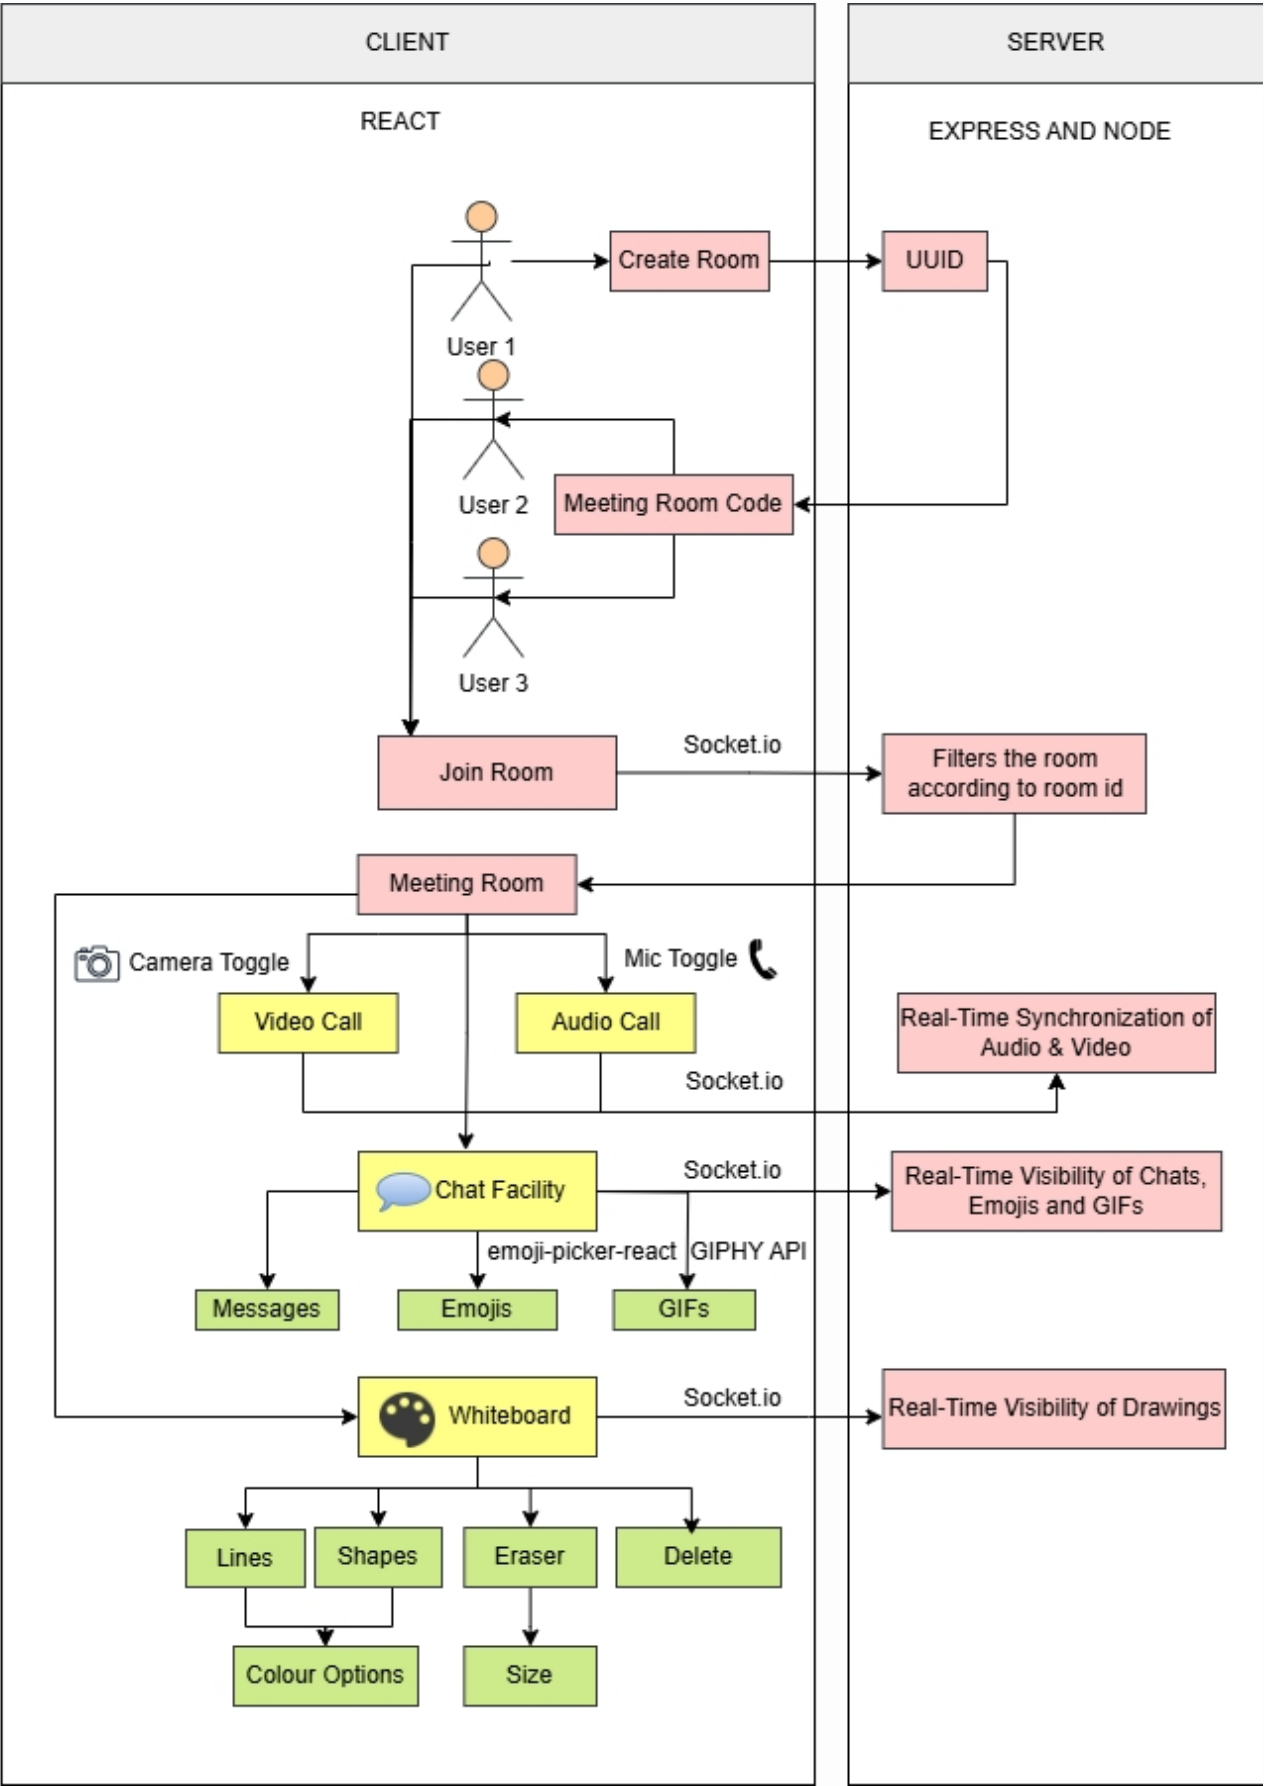 CLIENT
SERVER
REACT
EXPRESS AND NODE
Create Room
UUID
User 1
User 2
Meeting Room Code
User 3
Socket.io
Join Room
Filters the room
according to room id
Meeting Room
Camera Toggle
Mic Toggle
Video Call
Audio Call
Real-Time Synchronization of
Audio & Video
Socket.io
Chat Facility
Socket.io
Real-Time Visibility of Chats,
Emojis and GIFs
emoji-picker-react
GIPHY API
Messages
Emojis
GIFs
Whiteboard
Socket.io
Real-Time Visibility of Drawings
Lines
Shapes
Eraser
Delete
Colour Options
Size